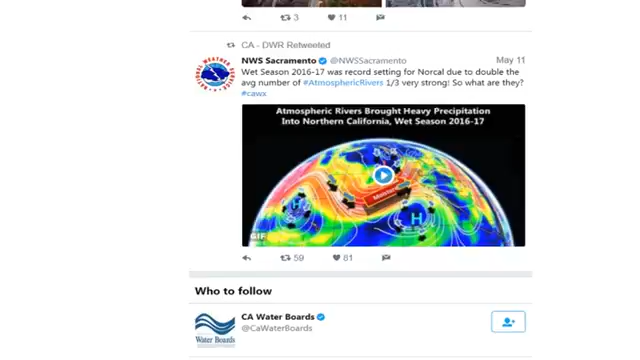 3 11
CA - DWR Retweeted
NWS Sacramento @NWSSacramento May 11
Wet Season 2016-17 was record setting for Norcal due to double the
avg number of #AtmosphericRivers 1/3 very strong! So what are they?
#cawx
Atmospheric Rivers Brought Heavy Precipitation
Into Northern California, Wet Season 2016-17
H
Moisture
H
GIF
59 81
Who to follow
CA Water Boards
@CaWaterBoards
Water Boards